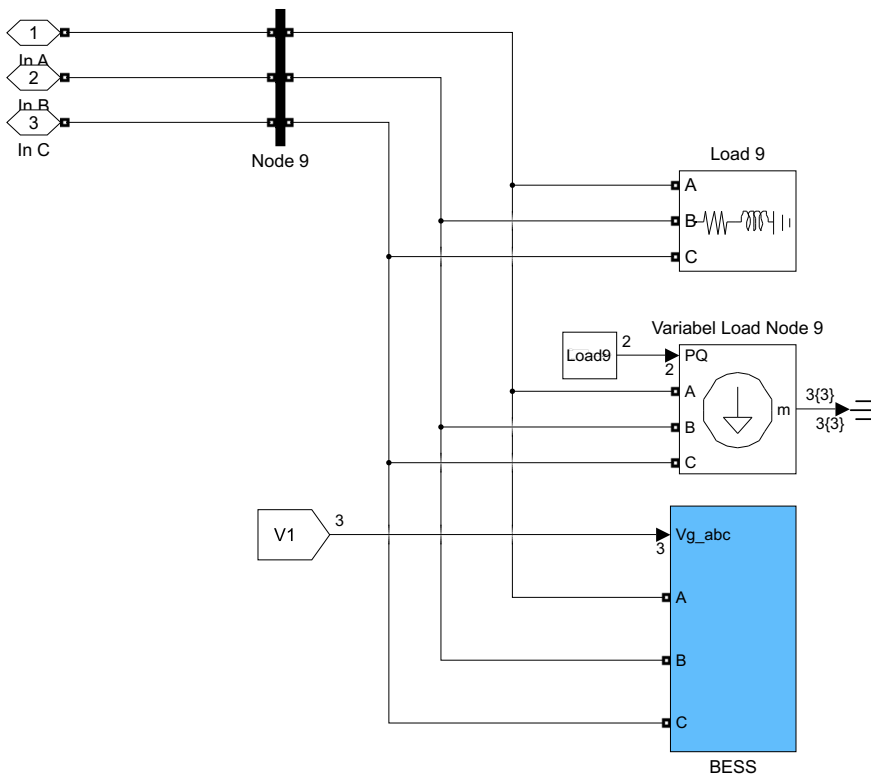 1
In A
2
In B
3
In C
Node 9
Load 9
A
B
C
Variabel Load Node 9
Load9
2
2
PQ
A
B
C
m
3{3}
3{3}
V1
3
3
Vg_abc
A
B
C
BESS